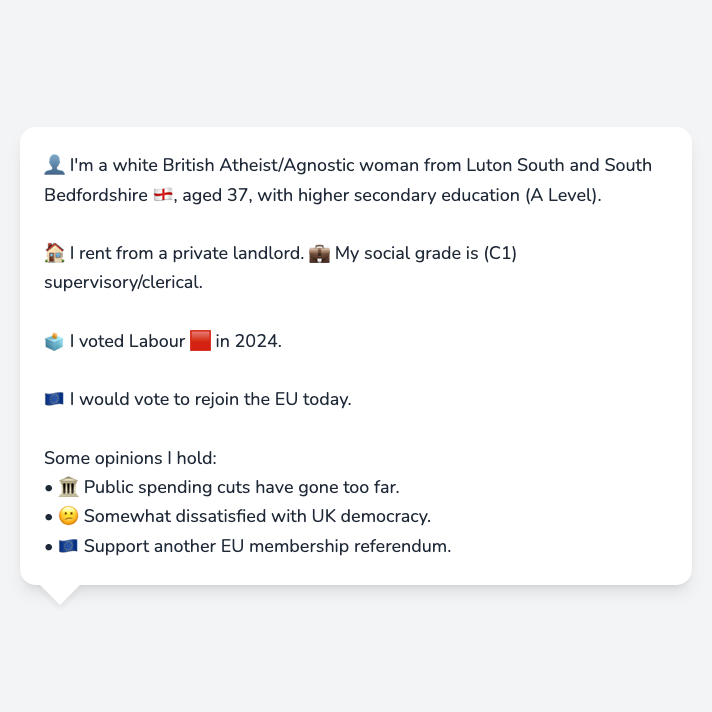 👤 I'm a white British Atheist/Agnostic woman from Luton South and South
Bedfordshire 🏴󠁧󠁢󠁥󠁮󠁧󠁿, aged 37, with higher secondary education (A Level).
🏠 I rent from a private landlord. 💼 My social grade is (C1)
supervisory/clerical.
🗳️ I voted Labour 🟥 in 2024.
🇪🇺 I would vote to rejoin the EU today.
Some opinions I hold:
• 🏛️ Public spending cuts have gone too far.
• 😕 Somewhat dissatisfied with UK democracy.
• 🇪🇺 Support another EU membership referendum.